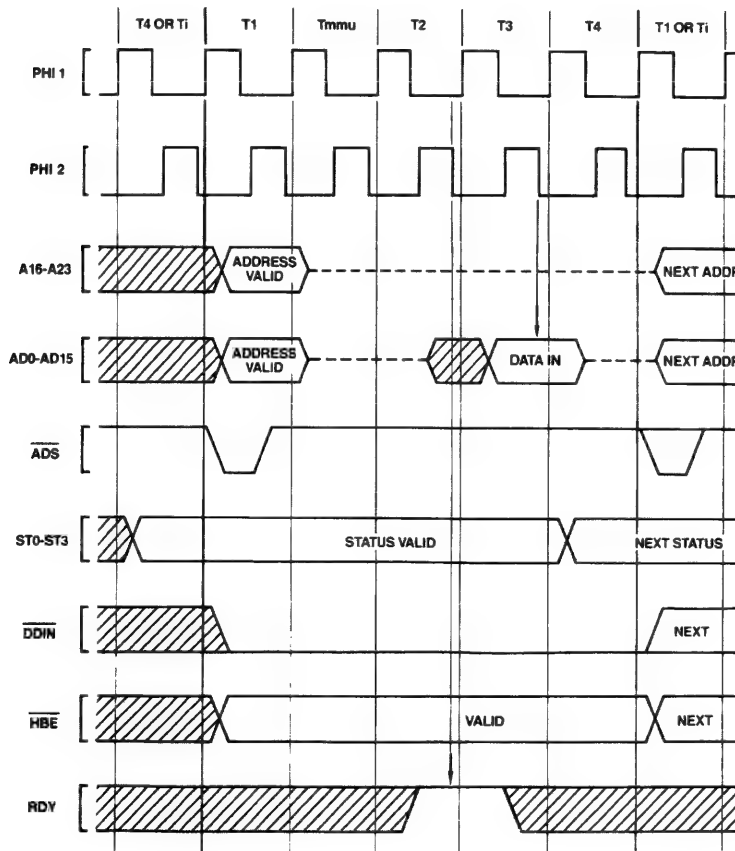 T4 OR Ti T1 Tmmu T2 T3 T4 T1 OR Ti
PHI 1
PHI 2
A16-A23 ADDRESS VALID NEXT ADDR
AD0-AD15 ADDRESS VALID DATA IN NEXT ADDR
ADS
ST0-ST3 STATUS VALID NEXT STATUS
DDIN NEXT
HBE VALID NEXT
RDY